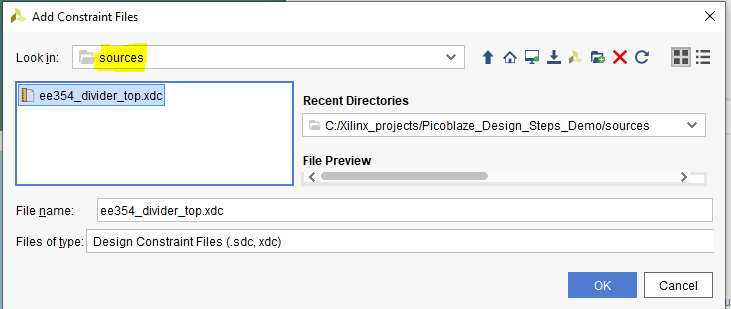 Add Constraint Files
Look in: sources
ee354_divider_top.xdc
Recent Directories
C:/Xilinx_projects/Picoblaze_Design_Steps_Demo/sources
File Preview
File name: ee354_divider_top.xdc
Files of type: Design Constraint Files (.sdc, xdc)
OK Cancel